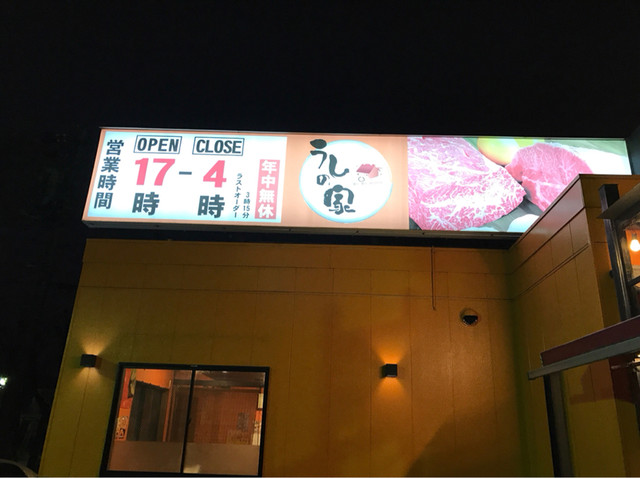 営業時間
OPEN CLOSE
17-4
時 時
ラストオーダー
3時15分
年中無休
うしの家